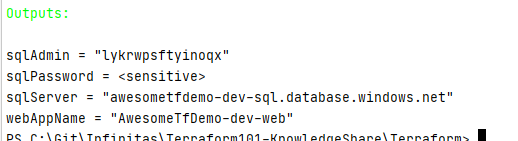 Outputs:
sqlAdmin = "lykrwpsftyinoqx"
sqlPassword = <sensitive>
sqlServer = "awesometfdemo-dev-sql.database.windows.net"
webAppName = "AwesomeTfDemo-dev-web"
PS C:\Git\Infinitas\Terraform101-KnowledgeShare\Terraform>